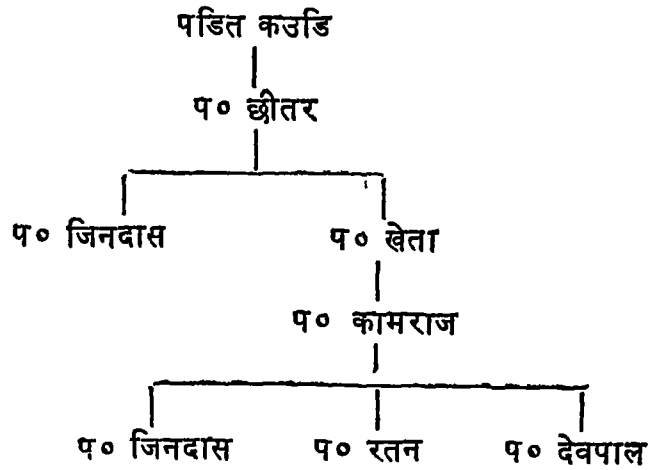 पडित कउडि
प० छीतर
प० जिनदास प० खेता
प० कामराज
प० जिनदास प० रतन प० देवपाल